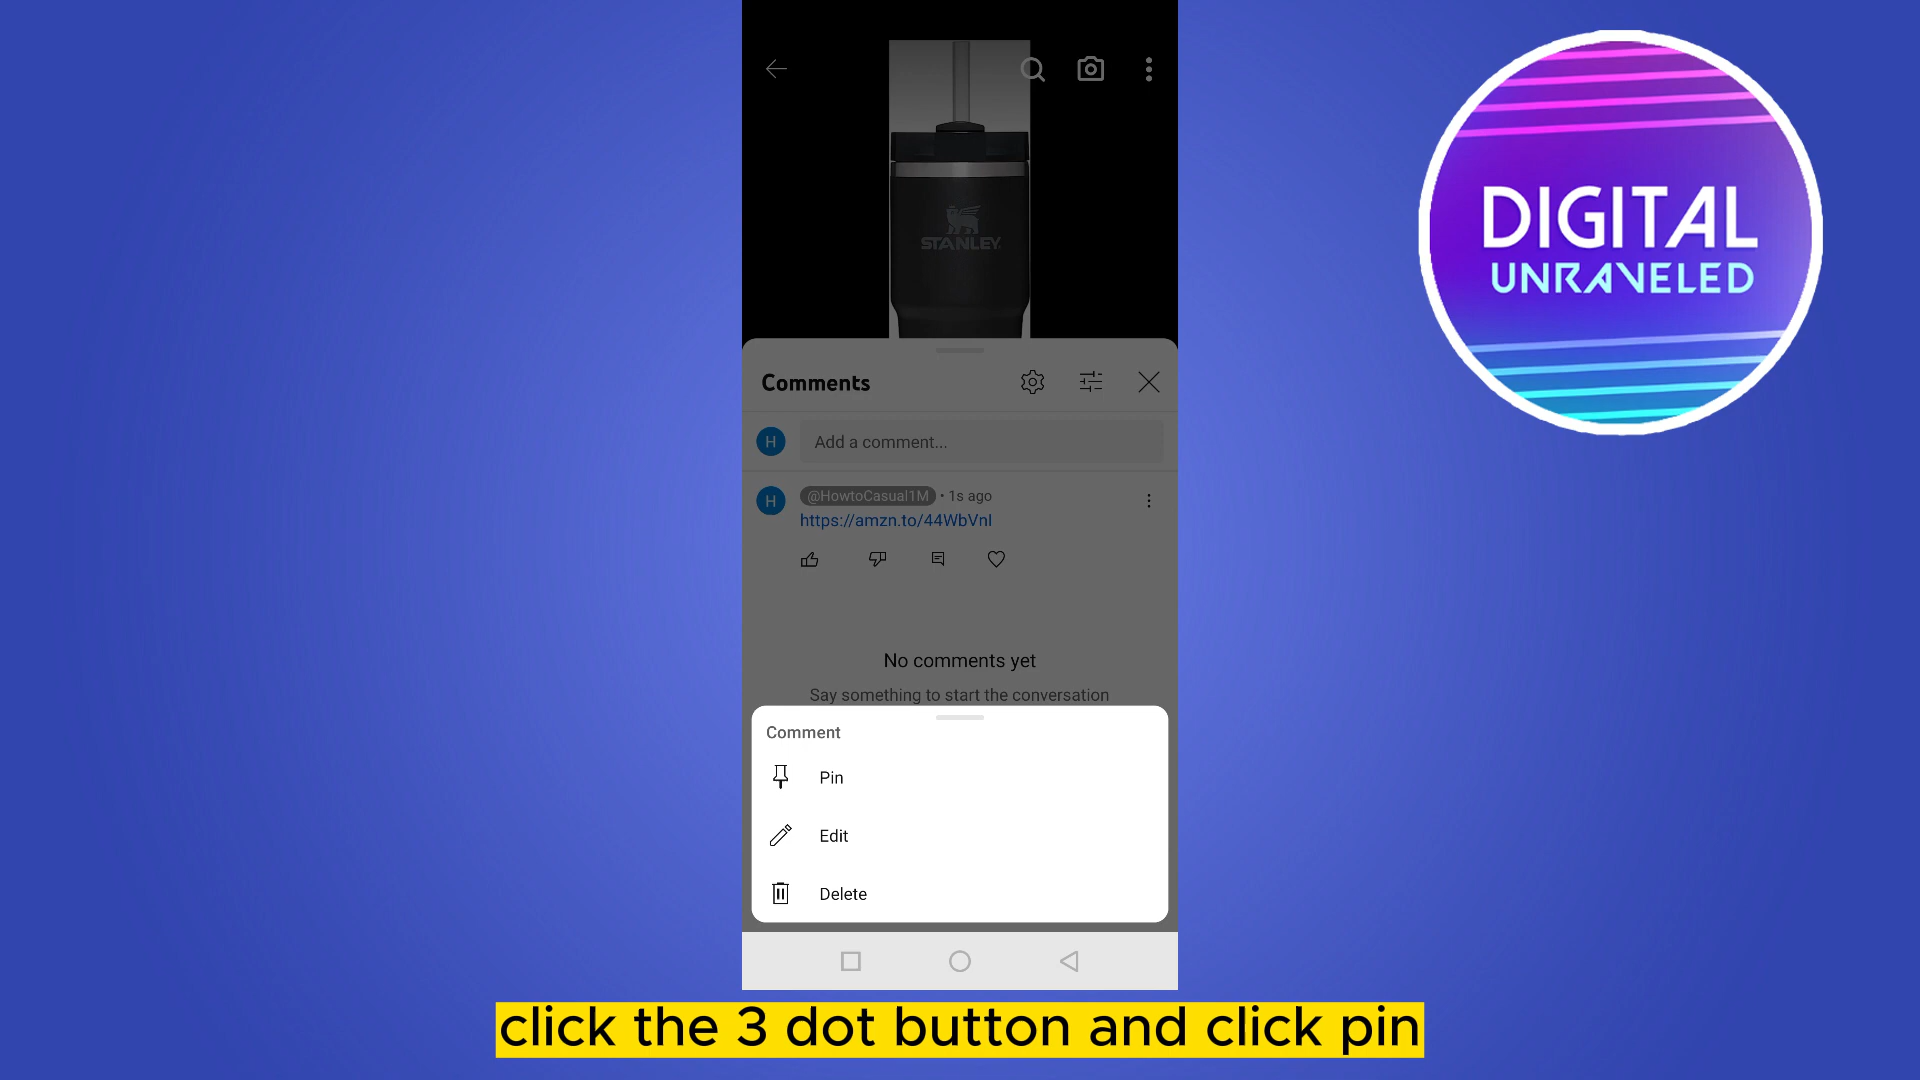 STANLEY
DIGITAL
UNRAVELED
Comments
H
Add a comment...
H
@HowtoCasual1M • 1s ago
https://amzn.to/44WbVnI
No comments yet
Say something to start the conversation
Comment
Pin
Edit
Delete
click the 3 dot button and click pin